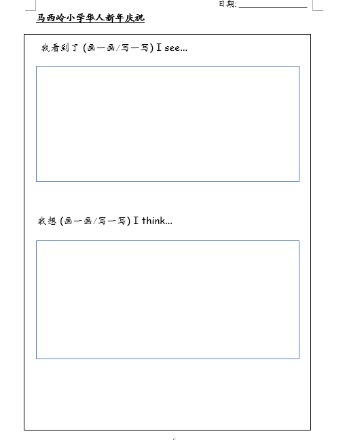 日期: ____________
马西岭小学华人新年庆祝
我看到了 (画一画/写一写) I see...
我想 (画一画/写一写) I think...